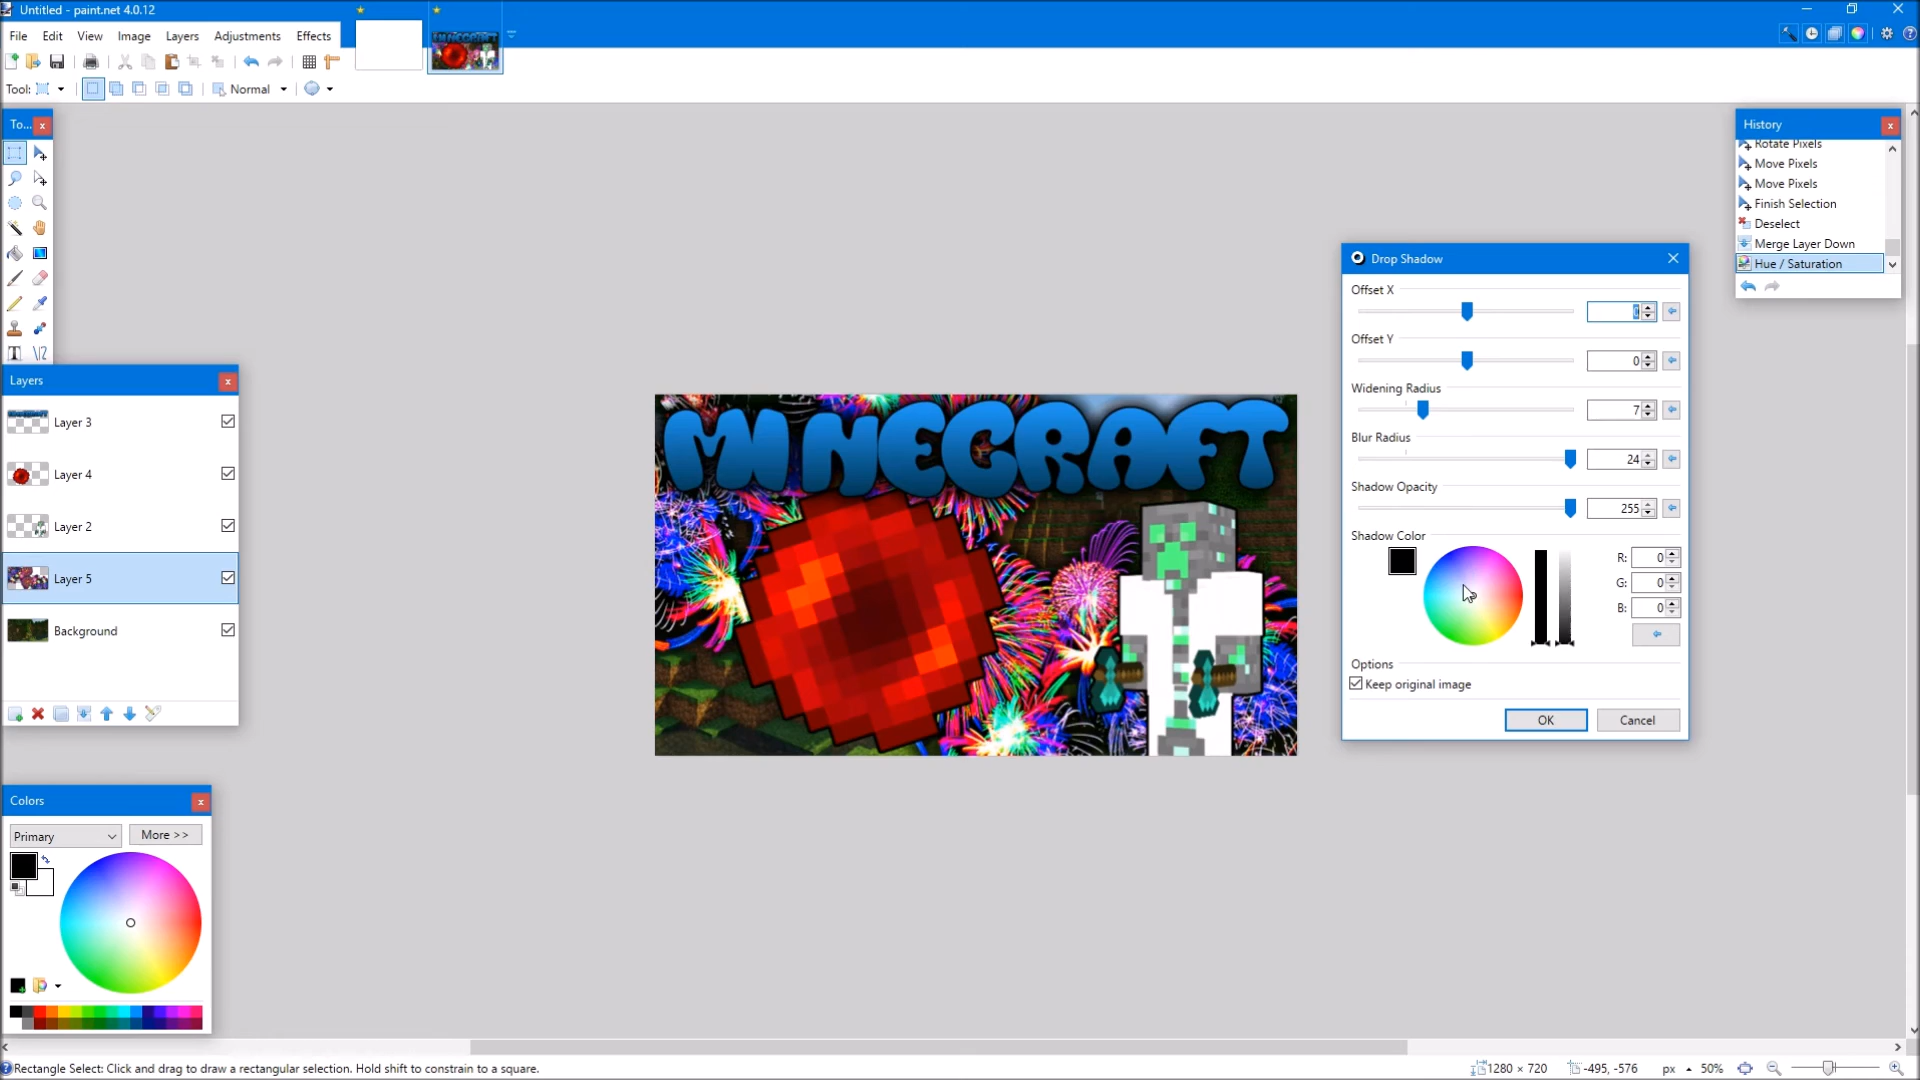 Untitled - paint.net 4.0.12
File Edit View Image Layers Adjustments Effects
Tool: Normal
To...
History
Rotate Pixels
Move Pixels
Move Pixels
Finish Selection
Deselect
Merge Layer Down
Hue / Saturation
Drop Shadow
Offset X
Offset Y
0
Widening Radius
7
Blur Radius
24
Shadow Opacity
255
Shadow Color
R: 0
G: 0
B: 0
Options
Keep original image
OK Cancel
MINECRAFT
Layers
Layer 3
Layer 4
Layer 2
Layer 5
Background
Colors
Primary More >>
Rectangle Select: Click and drag to draw a rectangular selection. Hold shift to constrain to a square.
1280 × 720 -495, -576 px 50%